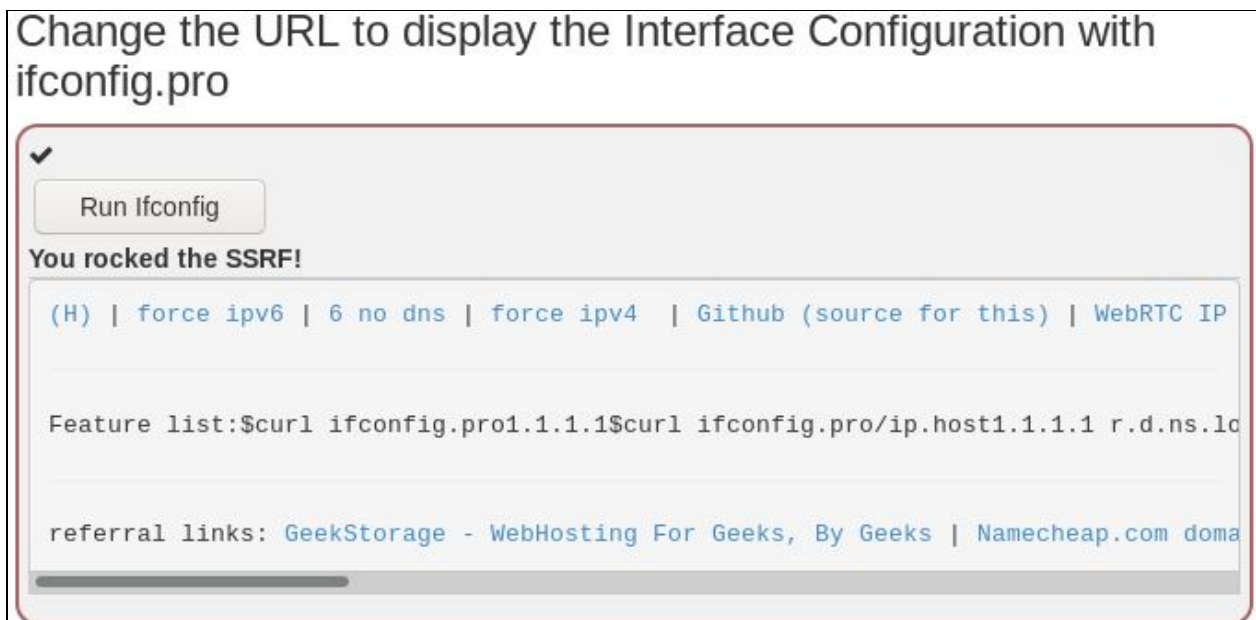 Change the URL to display the Interface Configuration with
ifconfig.pro
Run Ifconfig
You rocked the SSRF!
(H) | force ipv6 | 6 no dns | force ipv4 | Github (source for this) | WebRTC IP
Feature list:$curl ifconfig.pro1.1.1.1$curl ifconfig.pro/ip.host1.1.1.1 r.d.ns.lo
referral links: GeekStorage - WebHosting For Geeks, By Geeks | Namecheap.com doma